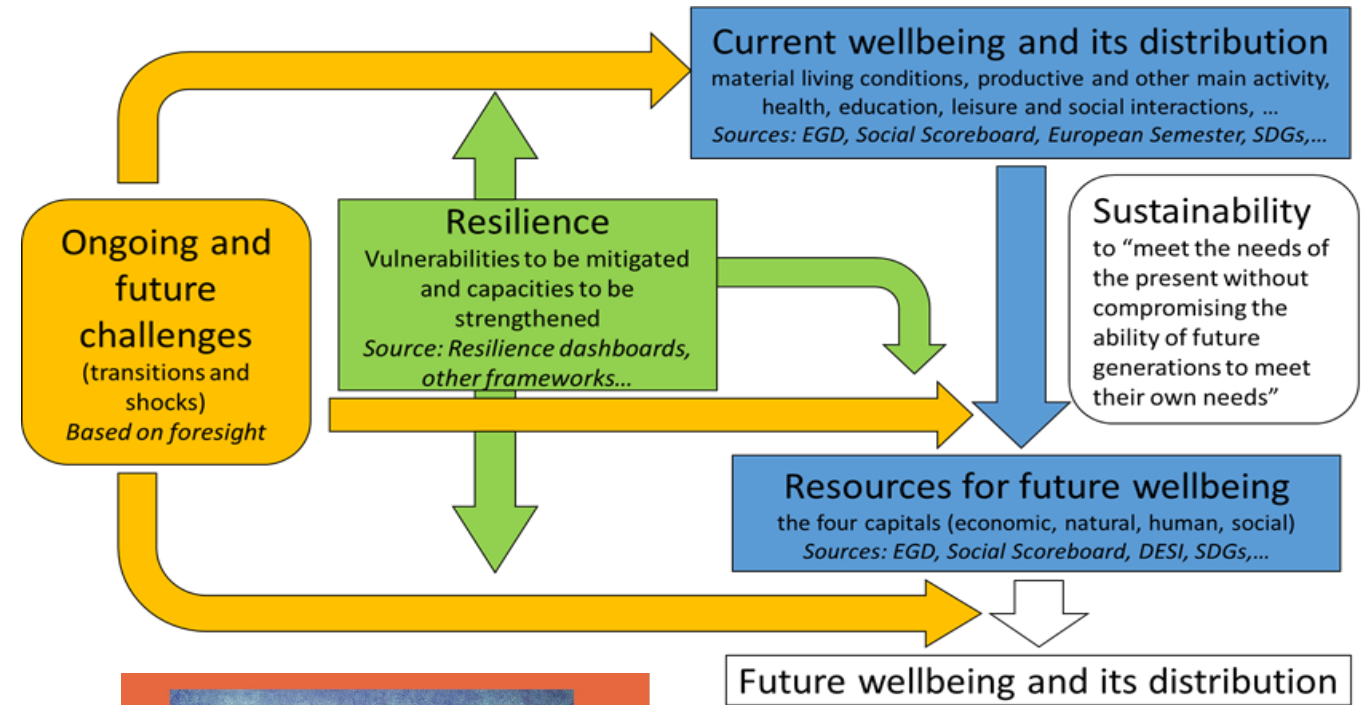 Current wellbeing and its distribution
material living conditions, productive and other main activity,
health, education, leisure and social interactions, ...
Sources: EGD, Social Scoreboard, European Semester, SDGs,...
Ongoing and
future
challenges
(transitions and
shocks)
Based on foresight
Resilience
Vulnerabilities to be mitigated
and capacities to be
strengthened
Source: Resilience dashboards,
other frameworks...
Sustainability
to “meet the needs of
the present without
compromising the
ability of future
generations to meet
their own needs”
Resources for future wellbeing
the four capitals (economic, natural, human, social)
Sources: EGD, Social Scoreboard, DESI, SDGs,...
Future wellbeing and its distribution